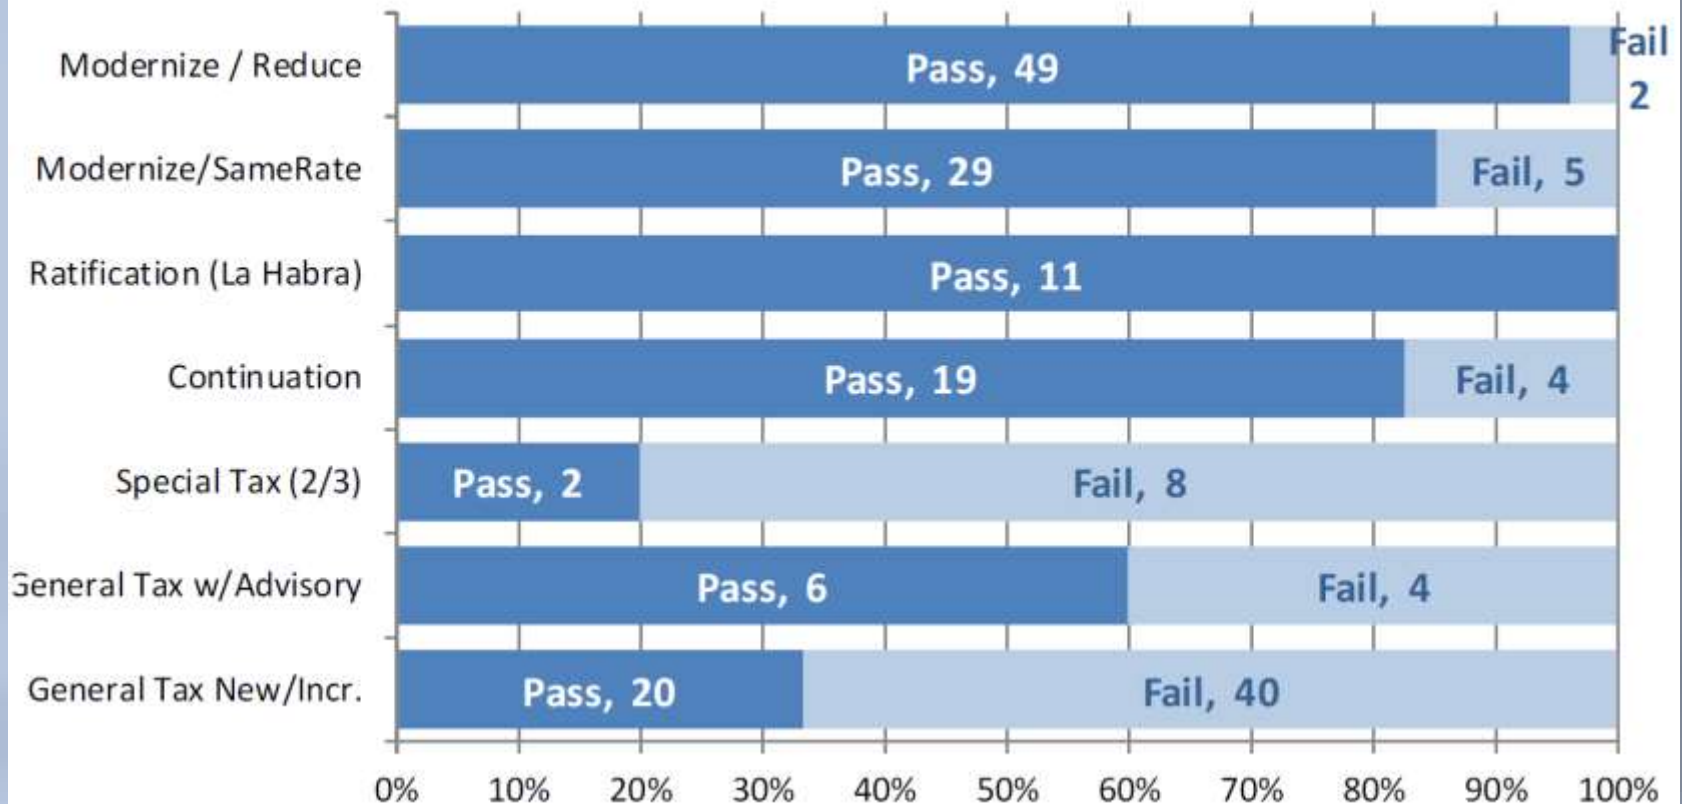 Modernize / Reduce
Pass, 49
Fail
2
Modernize/SameRate
Pass, 29
Fail, 5
Ratification (La Habra)
Pass, 11
Continuation
Pass, 19
Fail, 4
Special Tax (2/3)
Pass, 2
Fail, 8
General Tax w/Advisory
Pass, 6
Fail, 4
General Tax New/Incr.
Pass, 20
Fail, 40
0% 10% 20% 30% 40% 50% 60% 70% 80% 90% 100%